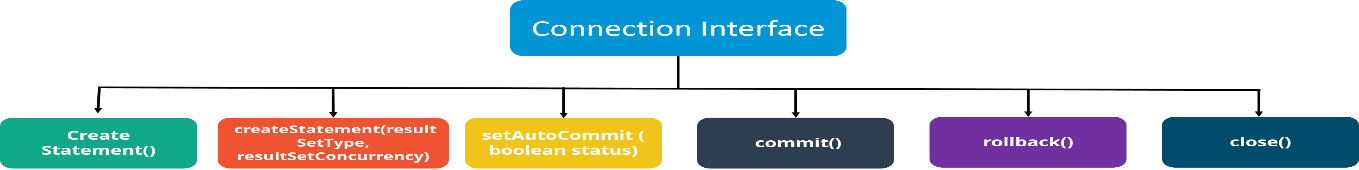 Connection Interface
Create
Statement()
createStatement(result
SetType,
resultSetConcurrency)
setAutoCommit (
boolean status)
commit()
rollback()
close()